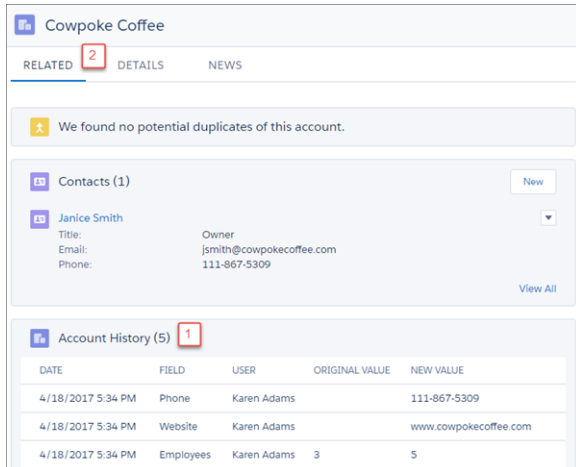 Cowpoke Coffee
RELATED 2 DETAILS NEWS
We found no potential duplicates of this account.
Contacts (1) New
Janice Smith
Title: Owner
Email: jsmith@cowpokecoffee.com
Phone: 111-867-5309
View All
Account History (5) 1
DATE FIELD USER ORIGINAL VALUE NEW VALUE
4/18/2017 5:34 PM Phone Karen Adams 111-867-5309
4/18/2017 5:34 PM Website Karen Adams www.cowpokecoffee.com
4/18/2017 5:34 PM Employees Karen Adams 3 5